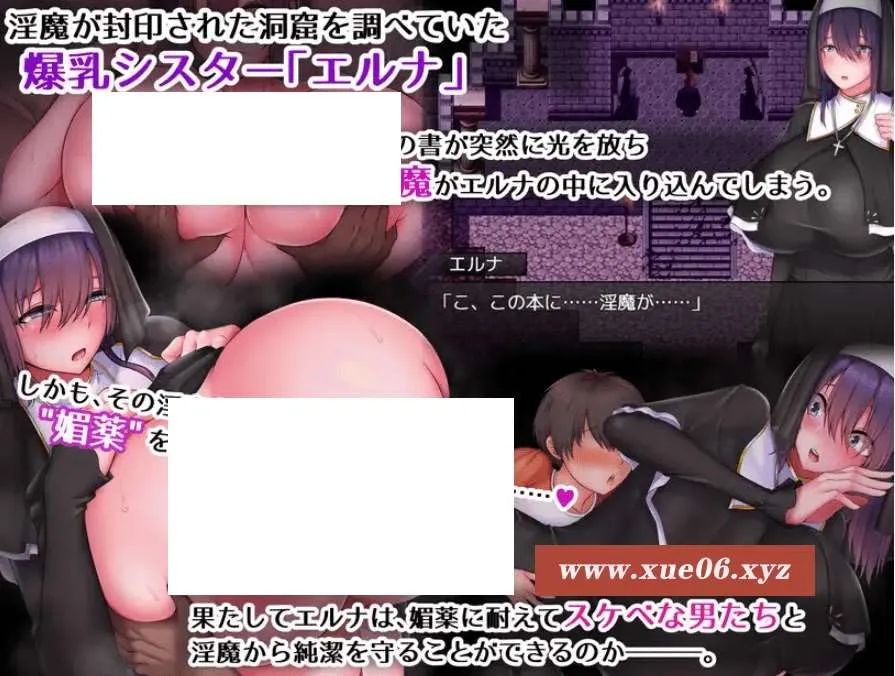 淫魔が封印された洞窟を調べていた
爆乳シスター「エルナ」
の書が突然に光を放ち
魔がエルナの中に入り込んでしまう。
エルナ
「こ、この本に……淫魔が……」
しかも、その淫
"媚薬"を
……♥
www.xue06.xyz
果たしてエルナは、媚薬に耐えてスケベな男たちと
淫魔から純潔を守ることができるのか―――。